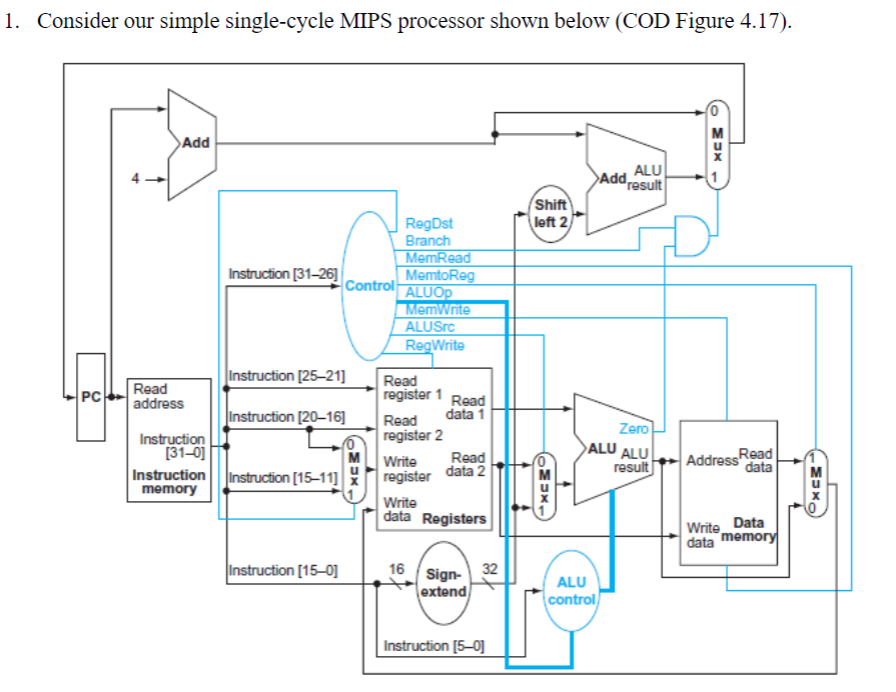 1. Consider our simple single-cycle MIPS processor shown below (COD Figure 4.17).
Add
4
Add ALU
result
0
M
u
x
1
Shift
left 2
RegDst
Branch
MemRead
MemtoReg
ALUOp
MemWrite
ALUSrc
RegWrite
Instruction [31–26]
Control
PC
Read
address
Instruction
[31–0]
Instruction
memory
Instruction [25–21]
Instruction [20–16]
Instruction [15–11]
0
M
u
x
1
Read
register 1
Read
data 1
Read
register 2
Write
register
Read
data 2
Write
data Registers
0
M
u
x
1
Zero
ALU ALU
result
Address
Read
data
Write
data
Data
memory
1
M
u
x
0
Instruction [15–0]
16
Sign-
extend
32
ALU
control
Instruction [5–0]